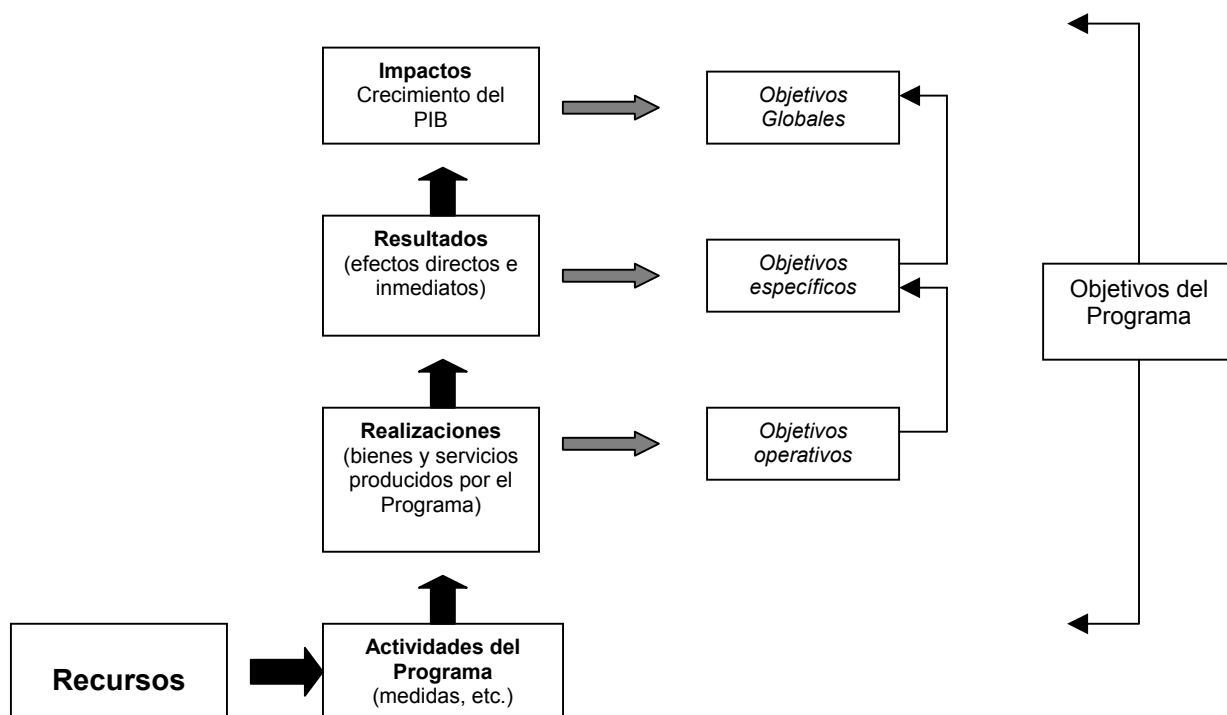 Impactos
Crecimiento del
PIB
Objetivos
Globales
Resultados
(efectos directos e
inmediatos)
Objetivos
específicos
Objetivos del
Programa
Realizaciones
(bienes y servicios
producidos por el
Programa)
Objetivos
operativos
Recursos
Actividades del
Programa
(medidas, etc.)